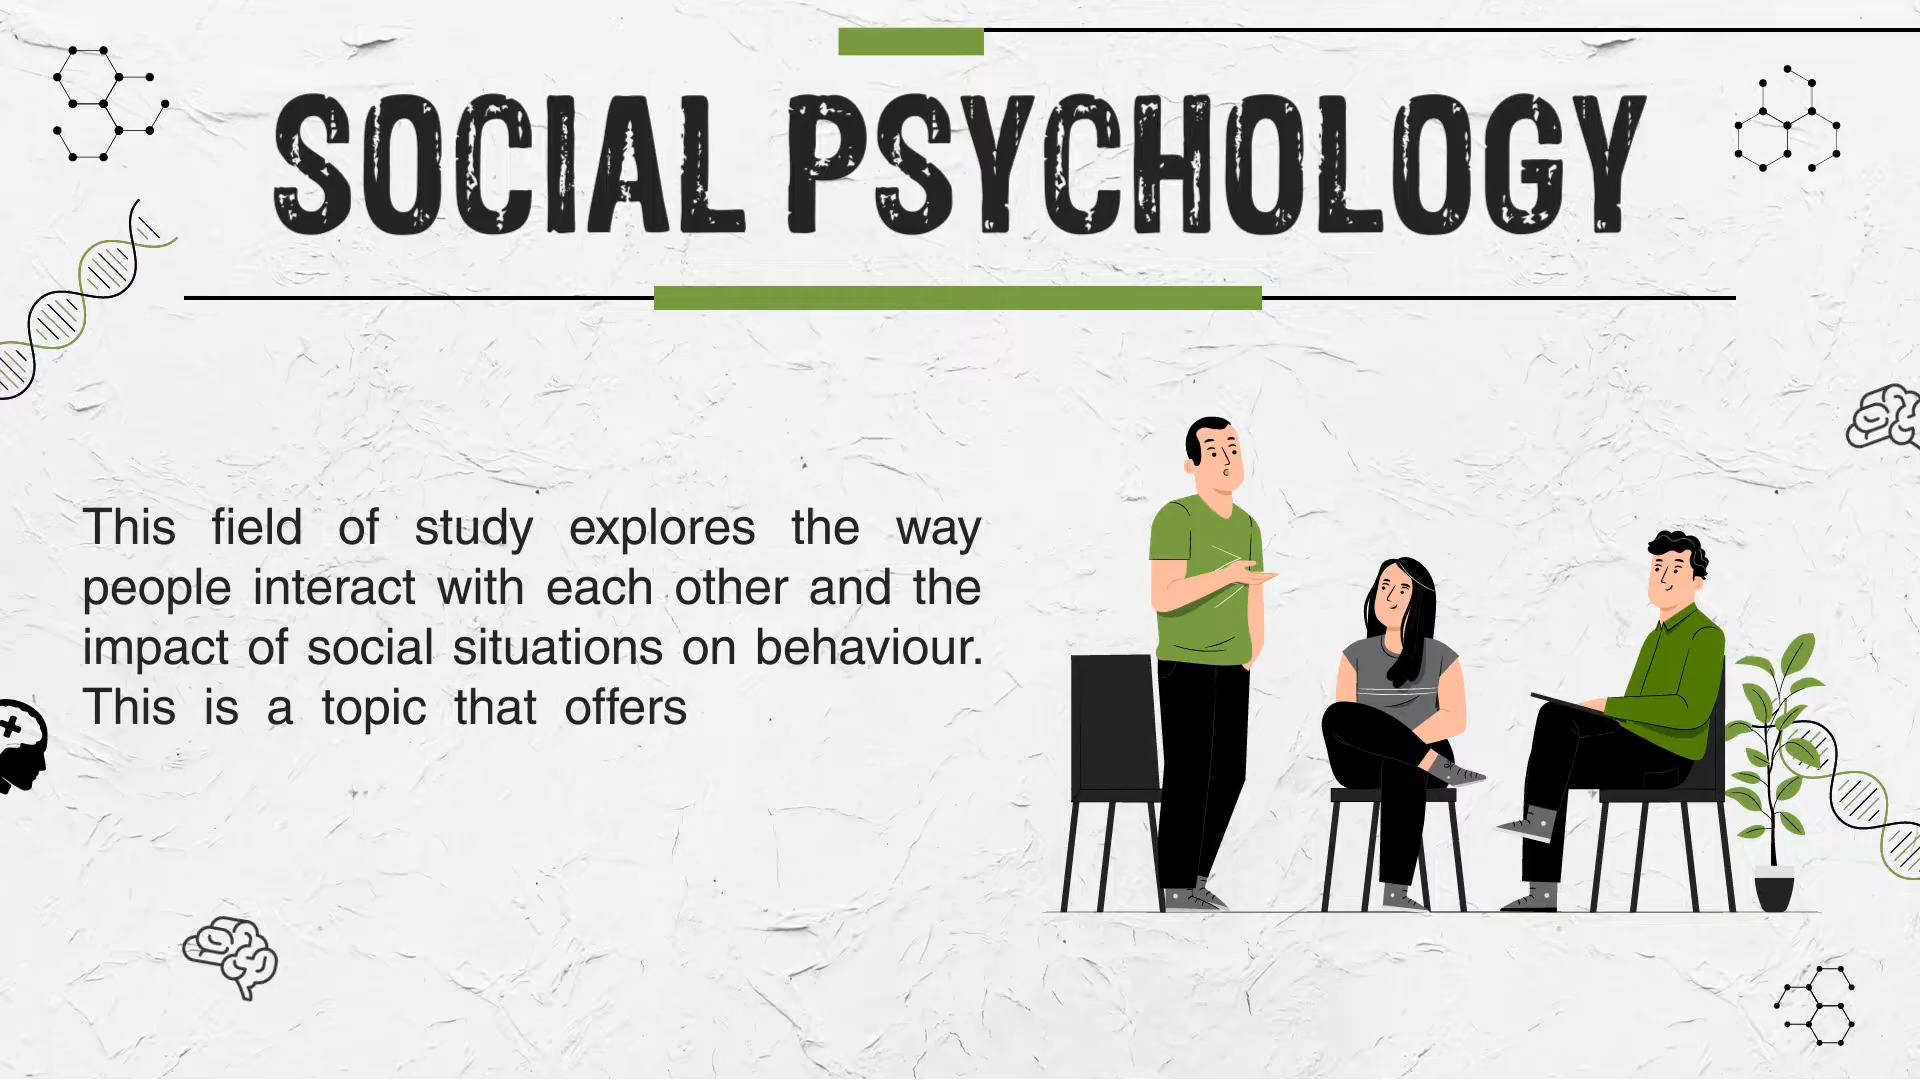 SOCIAL PSYCHOLOGY
This field of study explores the way
people interact with each other and the
impact of social situations on behaviour.
This is a topic that offers